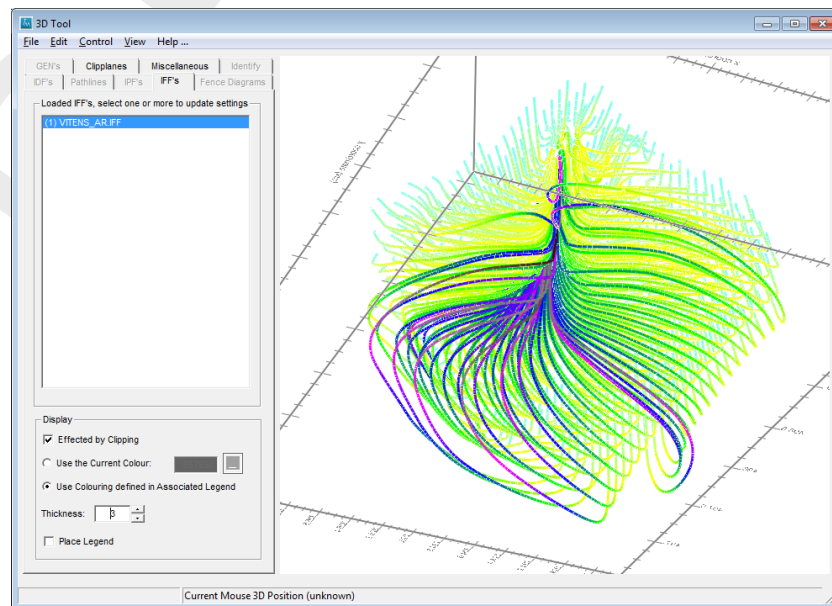 3D Tool
File Edit Control View Help ...
GEN's Clipplanes Miscellaneous Identify
IDF's Pathlines IPF's IFF's Fence Diagrams
Loaded IFF's, select one or more to update settings
(1) VITENS_AR.IFF
Display
Effected by Clipping
Use the Current Colour:
Use Colouring defined in Associated Legend
Thickness: 3
Place Legend
Current Mouse 3D Position (unknown)